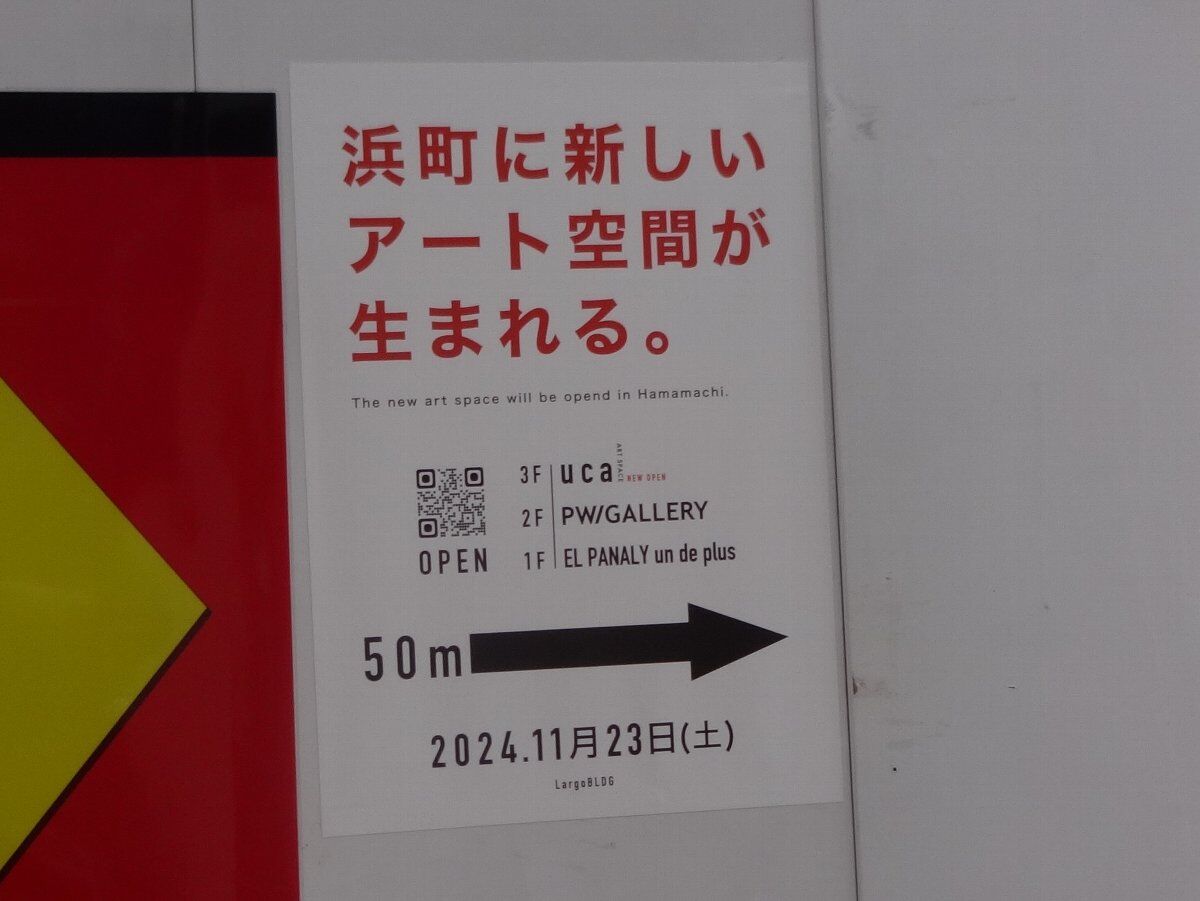 浜町に新しい
アート空間が
生まれる。
The new art space will be opend in Hamamachi.
3F uca ART SPACE NEW OPEN
2F PW/GALLERY
OPEN 1F EL PANALY un de plus
50m
2024.11月23日(土)
LargoBLDG